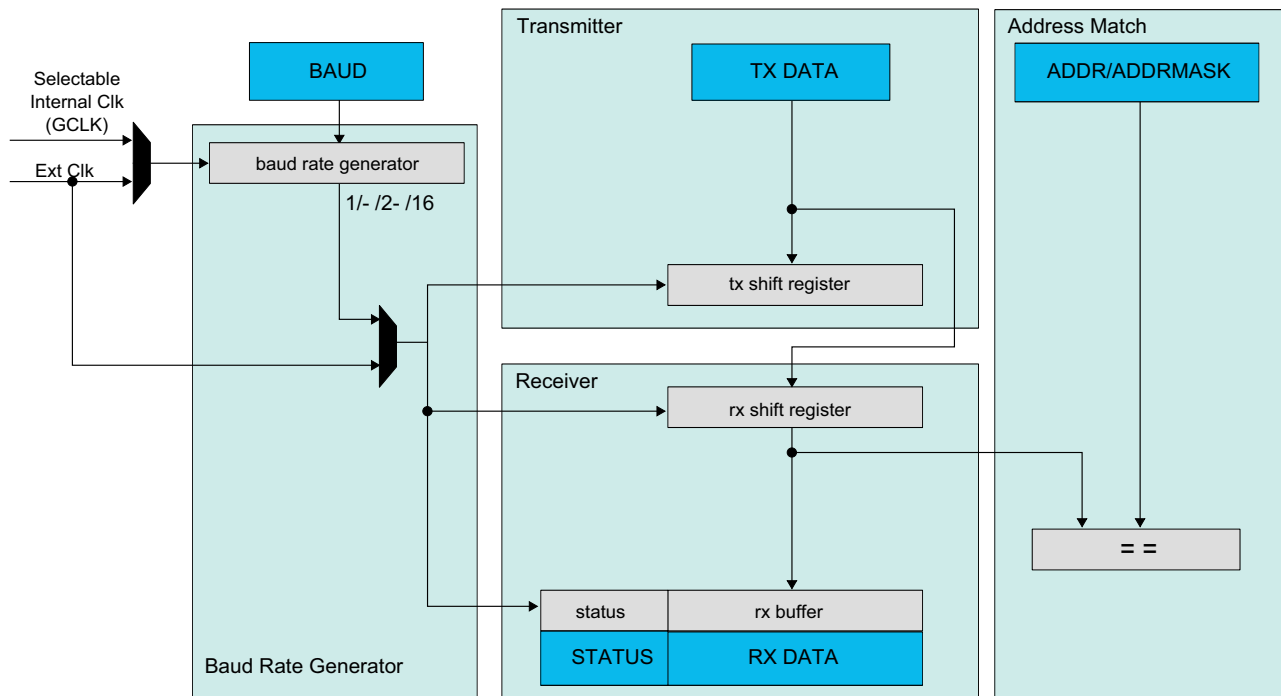 Transmitter
Address Match
BAUD
TX DATA
ADDR/ADDRMASK
Selectable
Internal Clk
(GCLK)
Ext Clk
baud rate generator
1/- /2- /16
tx shift register
Receiver
rx shift register
= =
status
rx buffer
STATUS
RX DATA
Baud Rate Generator